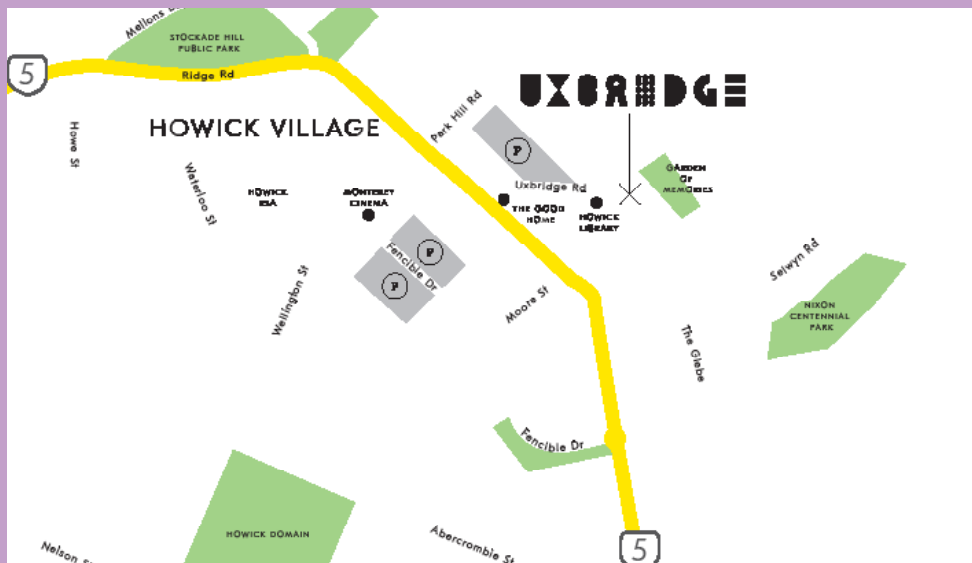 Mellons
STOCKADE HILL
PUBLIC PARK
5
Ridge Rd
UXBRIDGE
Park Hill Rd
HOWICK VILLAGE
Howe St
P
Waterloo St
HOWICK
RSA
MONTEREY
CINEMA
Uxbridge Rd
GARDEN
OF
MEMORIES
THE GOOD
HOME
HOWICK
LIBRARY
P
Fencible Dr
P
Selwyn Rd
Wellington St
Moore St
NIXON
CENTENNIAL
PARK
The Glebe
Fencible Dr
HOWICK DOMAIN
Abercrombie St
Nelson
5